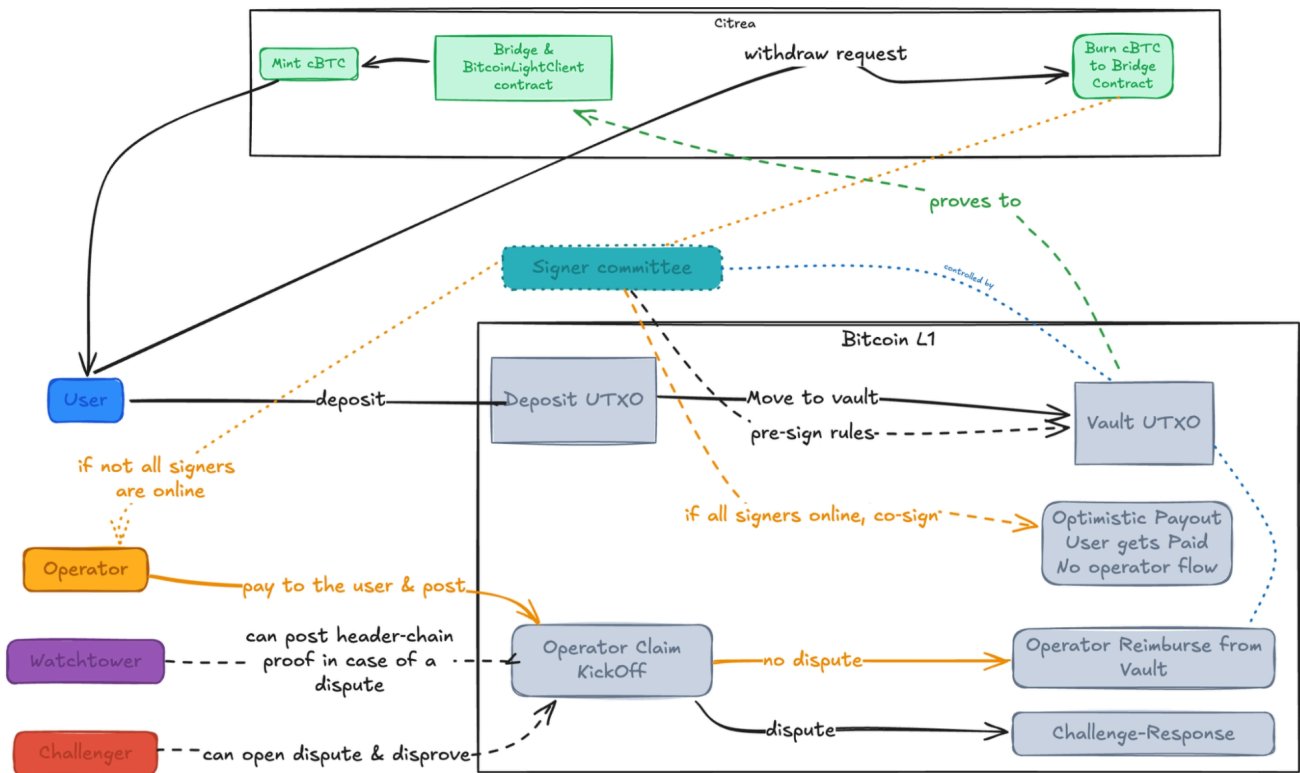 Citrea
Mint cBTC
Bridge &
BitcoinLightClient
contract
withdraw request
Burn cBTC
to Bridge
Contract
proves to
Signer committee
controlled by
Bitcoin L1
User
deposit
Deposit UTXO
Move to vault
pre-sign rules
Vault UTXO
if not all signers
are online
if all signers online, co-sign
Optimistic Payout
User gets Paid
No operator flow
Operator
pay to the user & post
Watchtower
can post header-chain
proof in case of a
dispute
Operator Claim
KickOff
no dispute
Operator Reimburse from
Vault
Challenger
can open dispute & disprove
dispute
Challenge-Response